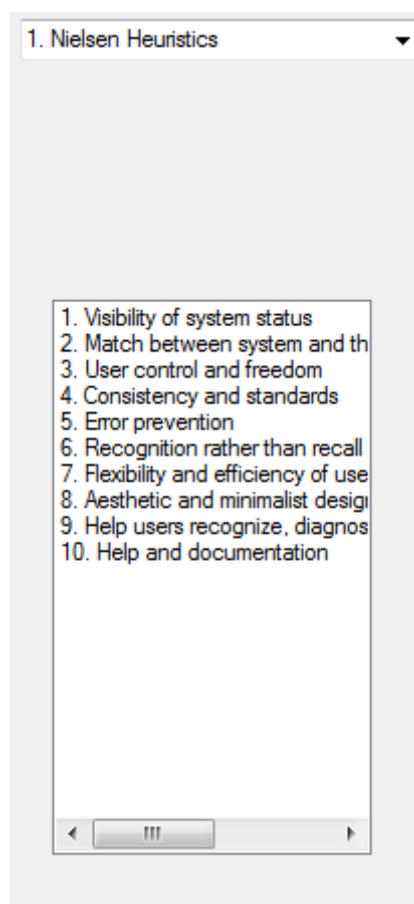 1. Nielsen Heuristics
1. Visibility of system status
2. Match between system and th
3. User control and freedom
4. Consistency and standards
5. Error prevention
6. Recognition rather than recall
7. Flexibility and efficiency of use
8. Aesthetic and minimalist desig
9. Help users recognize, diagnos
10. Help and documentation